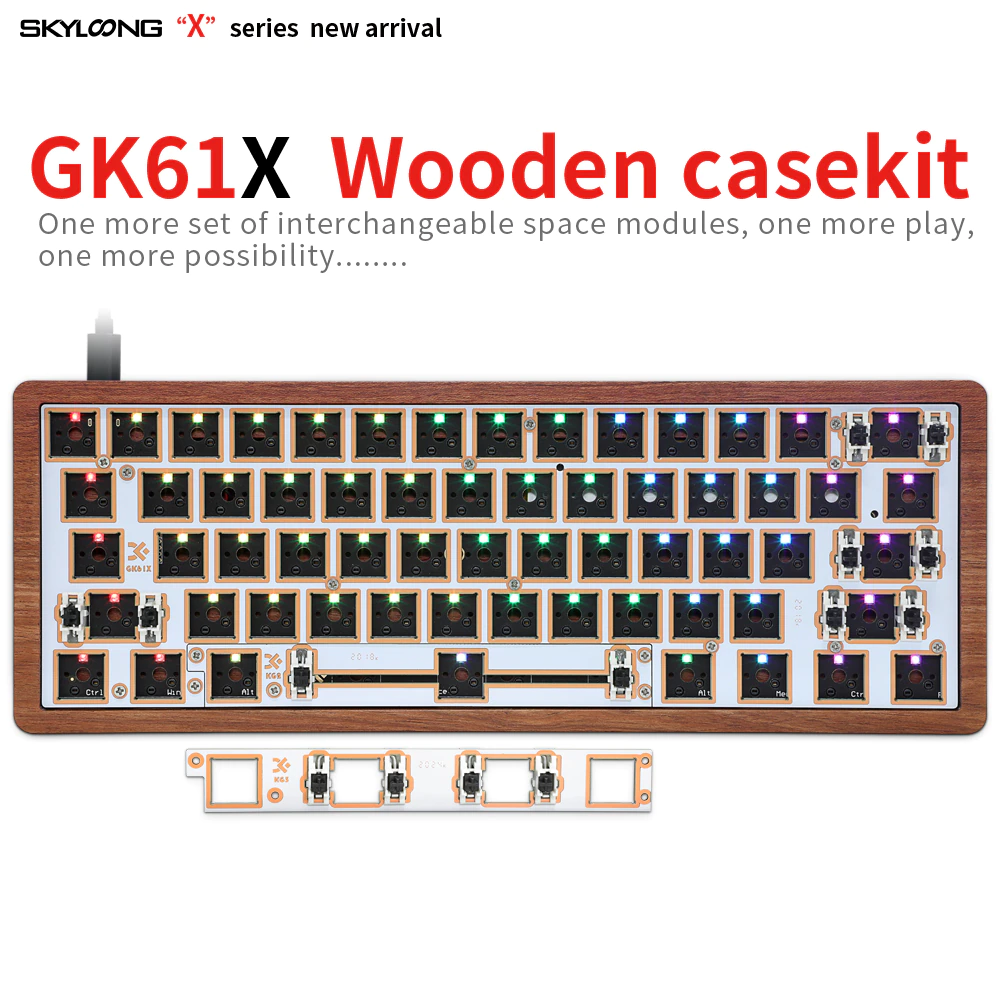 SKYLOONG “X” series new arrival
GK61X Wooden casekit
One more set of interchangeable space modules, one more play,
one more possibility........
GK61X
Ctrl
Win
Alt
Alt
Ctr